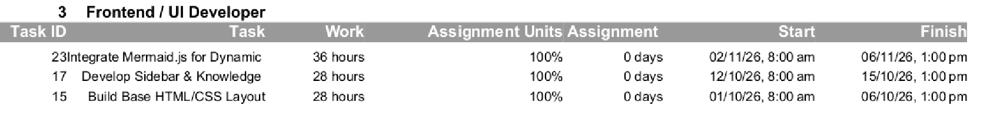 3 Frontend / UI Developer
Task ID Task Work Assignment Units Assignment Start Finish
23 Integrate Mermaid.js for Dynamic 36 hours 100% 0 days 02/11/26, 8:00 am 06/11/26, 1:00 pm
17 Develop Sidebar & Knowledge 28 hours 100% 0 days 12/10/26, 8:00 am 15/10/26, 1:00 pm
15 Build Base HTML/CSS Layout 28 hours 100% 0 days 01/10/26, 8:00 am 06/10/26, 1:00 pm